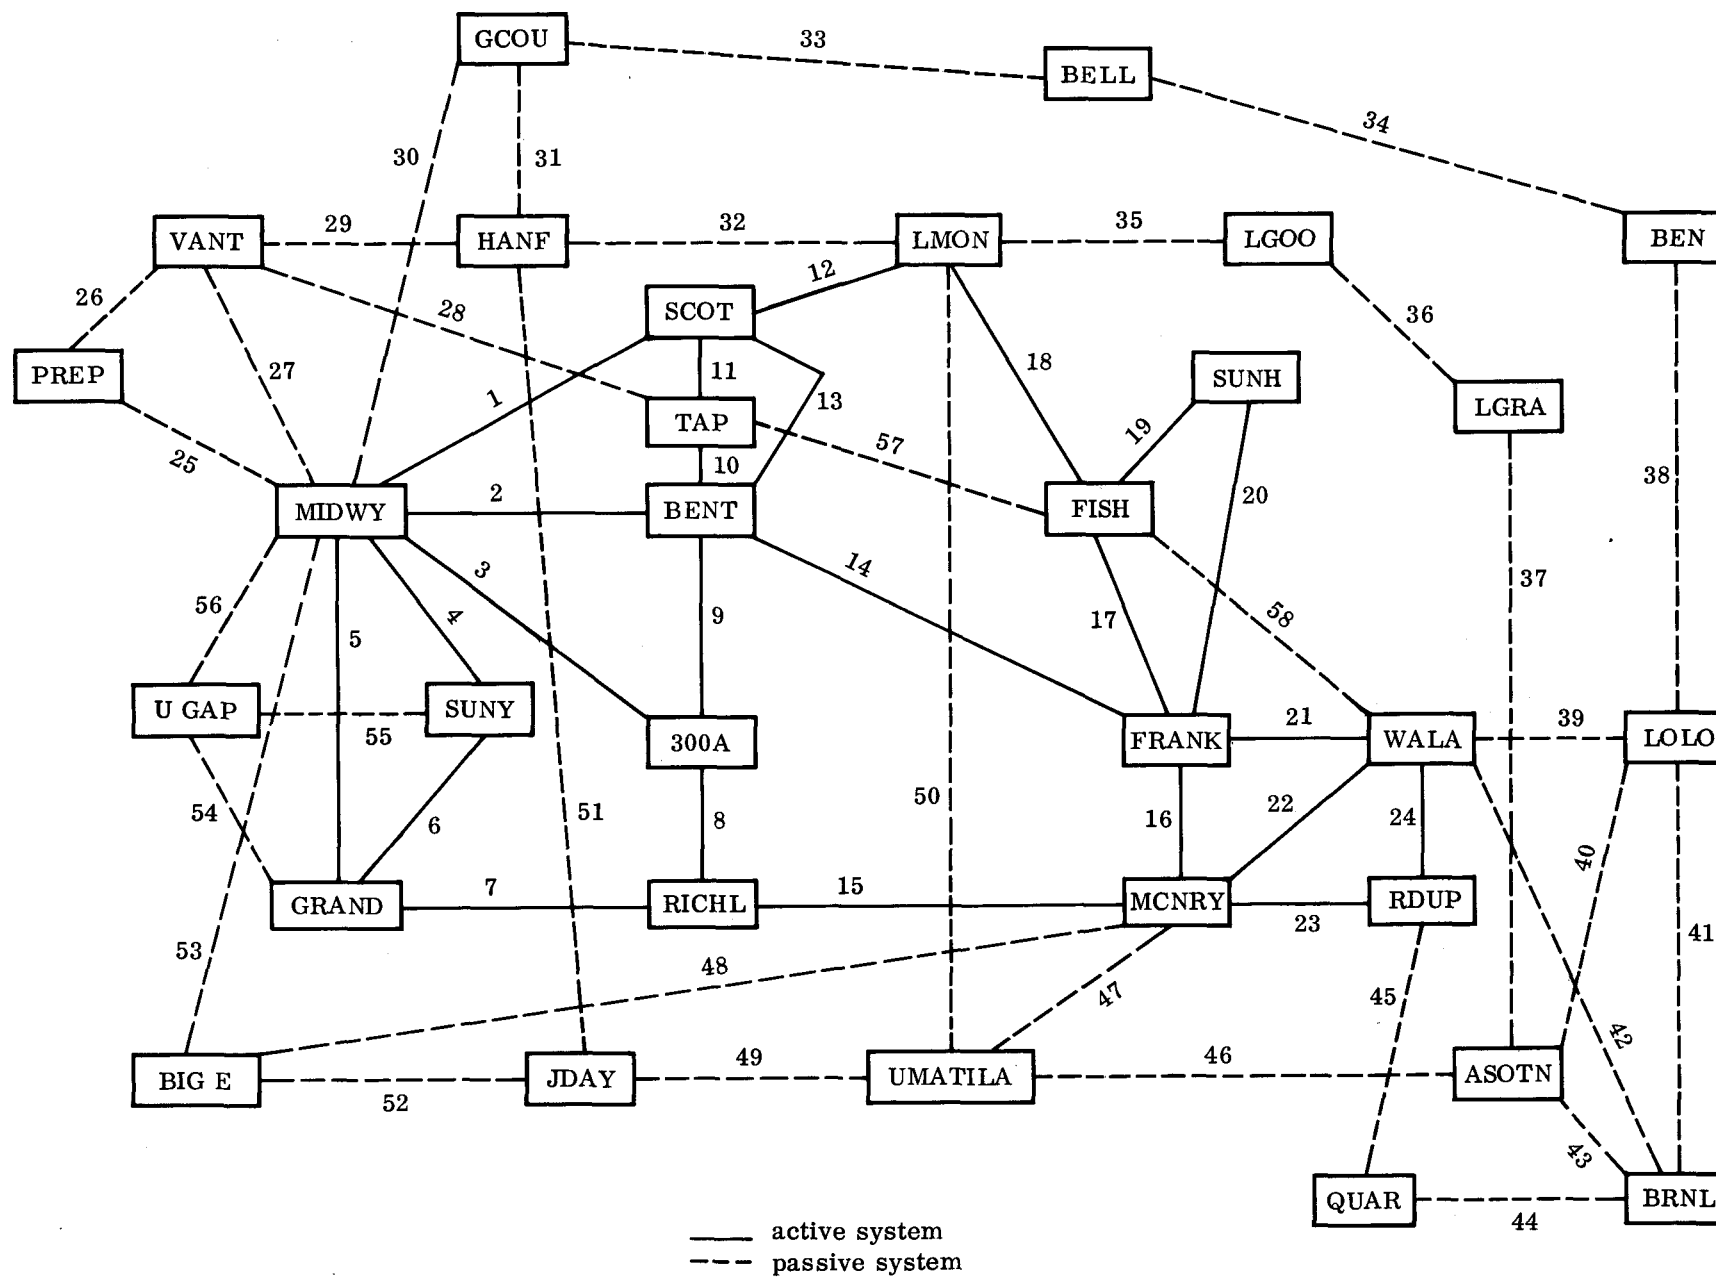 GCOU
33
BELL
34
30
31
VANT
29
HANF
32
LMON
35
LGOO
BEN
12
26
28
SCOT
36
PREP
27
11
18
SUNH
1
13
LGRA
TAP
19
57
25
10
20
38
2
MIDWY
BENT
FISH
3
14
37
56
4
9
17
58
5
U GAP
SUNY
21
39
55
300A
FRANK
WALA
LOLO
50
54
51
22
6
8
16
24
40
7
15
GRAND
RICHL
MCNRY
RDUP
23
41
53
48
47
45
42
49
46
BIG E
JDAY
UMATILA
ASOTN
52
43
QUAR
BRNL
44
active system
passive system